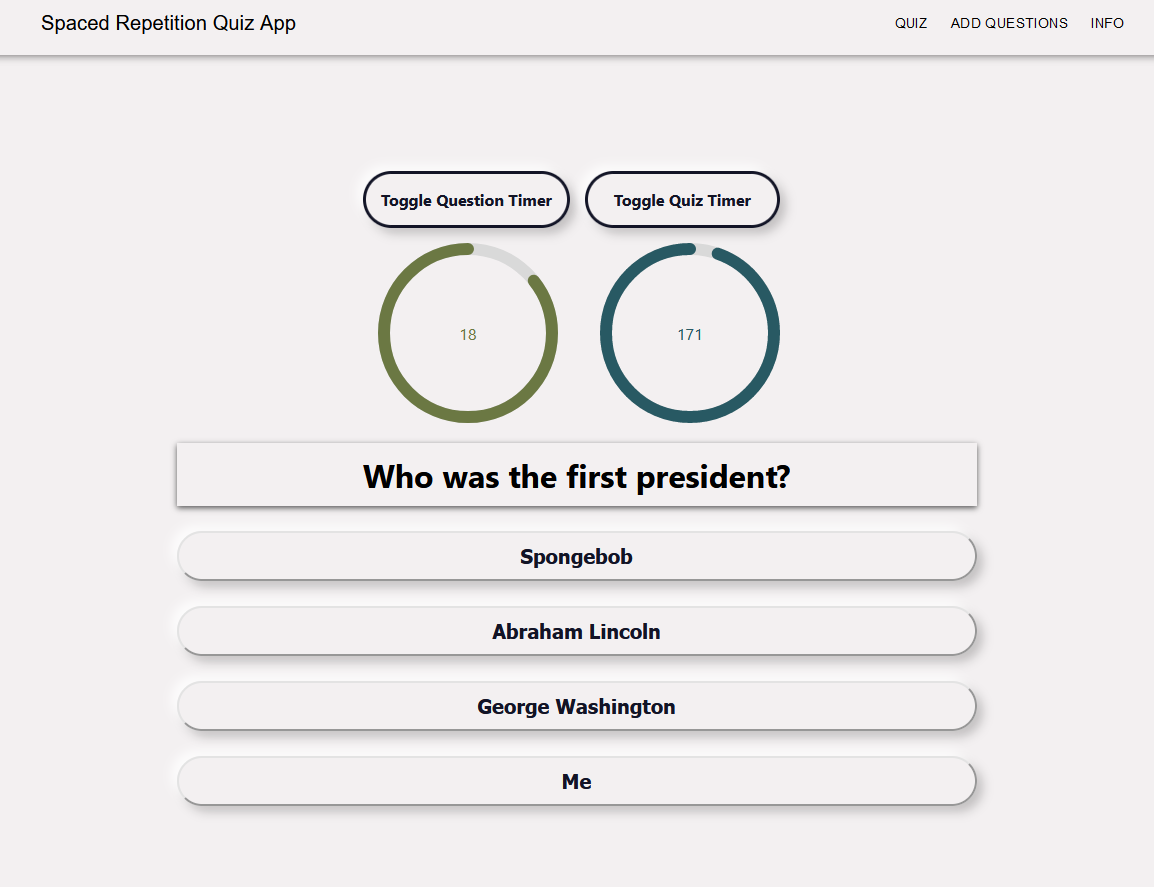 Spaced Repetition Quiz App
QUIZ ADD QUESTIONS INFO
Toggle Question Timer
Toggle Quiz Timer
18
171
Who was the first president?
Spongebob
Abraham Lincoln
George Washington
Me